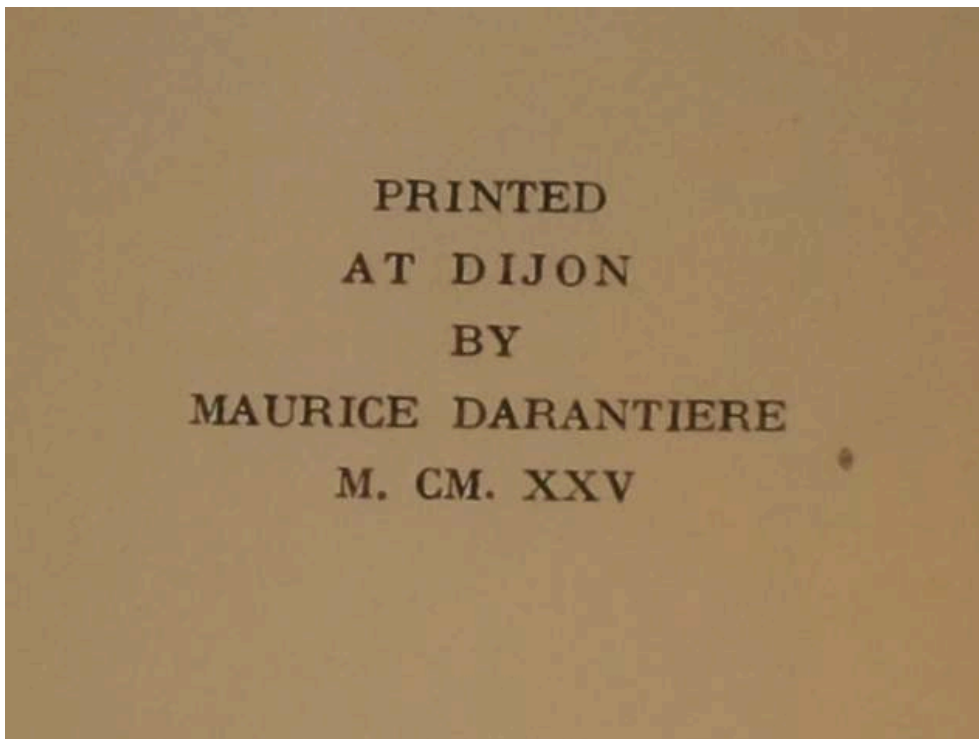 PRINTED
AT DIJON
BY
MAURICE DARANTIERE
M. CM. XXV